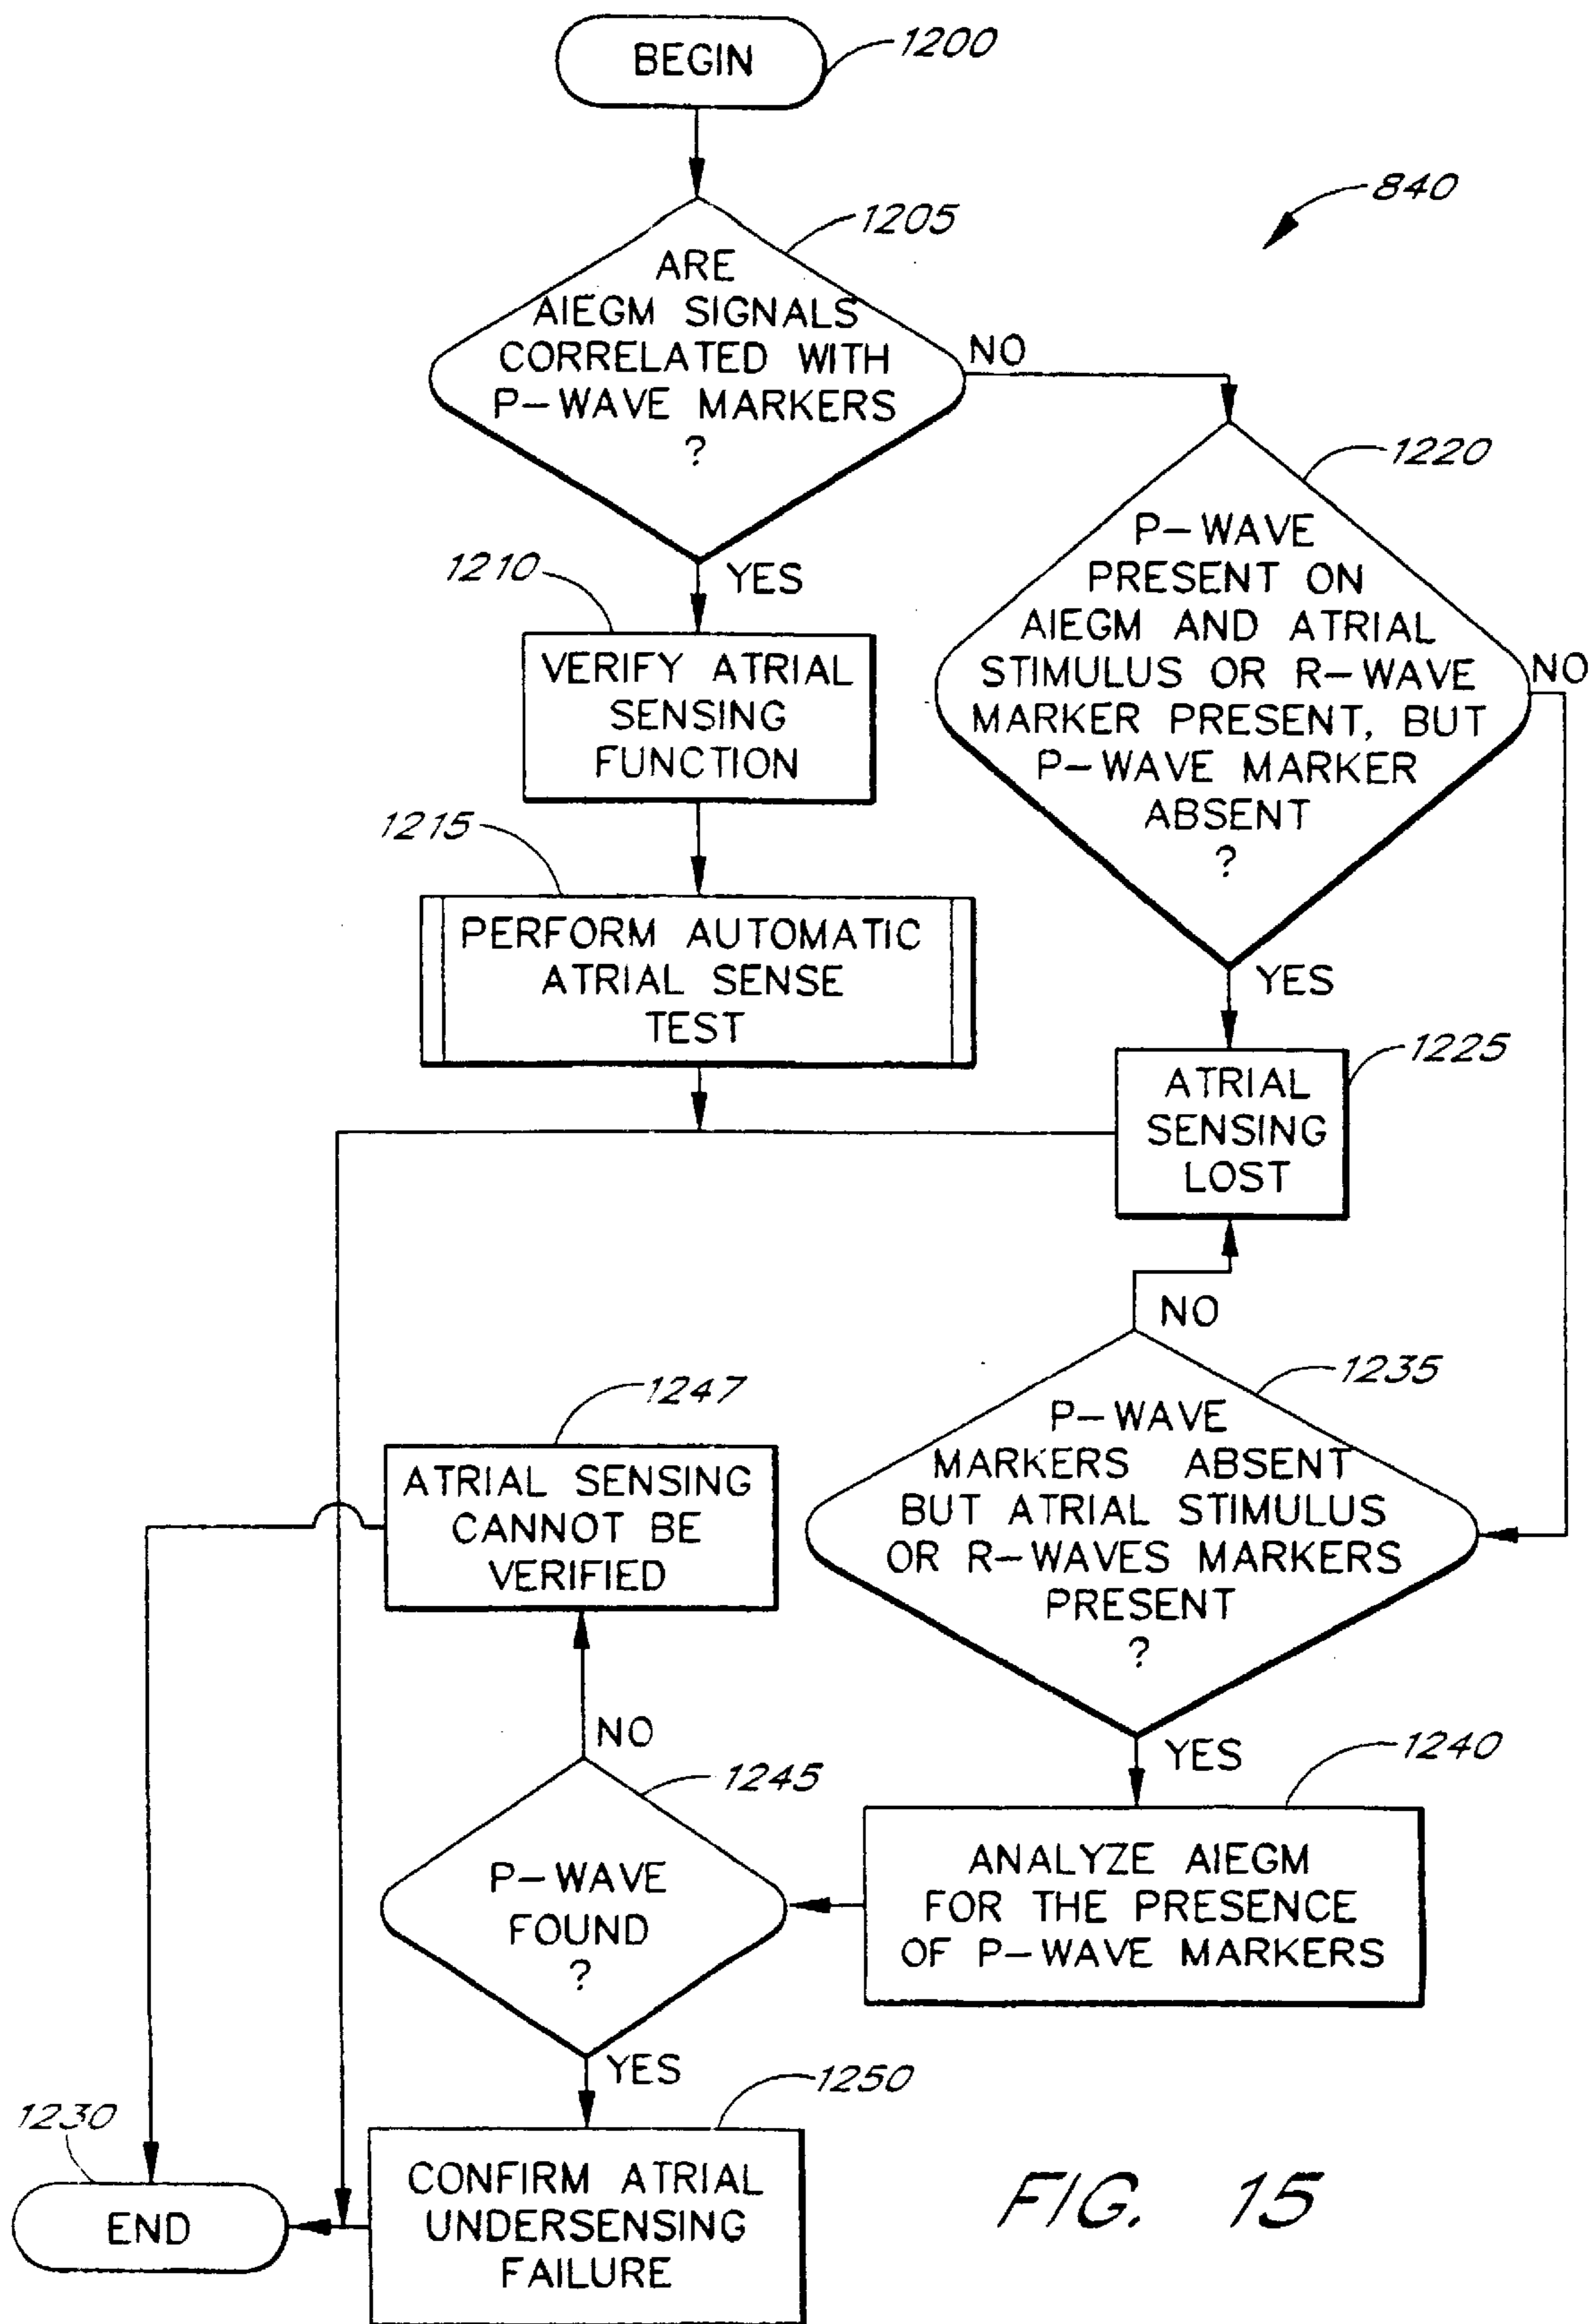 BEGIN
1200
840
1205
ARE
AIEGM SIGNALS
CORRELATED WITH
P-WAVE MARKERS
?
NO
YES
1210
VERIFY ATRIAL
SENSING
FUNCTION
1215
PERFORM AUTOMATIC
ATRIAL SENSE
TEST
1220
P-WAVE
PRESENT ON
AIEGM AND ATRIAL
STIMULUS OR R-WAVE
MARKER PRESENT, BUT
P-WAVE MARKER
ABSENT
?
NO
YES
1225
ATRIAL
SENSING
LOST
NO
1235
P-WAVE
MARKERS ABSENT
BUT ATRIAL STIMULUS
OR R-WAVES MARKERS
PRESENT
?
YES
1240
ANALYZE AIEGM
FOR THE PRESENCE
OF P-WAVE MARKERS
1247
ATRIAL SENSING
CANNOT BE
VERIFIED
NO
1245
P-WAVE
FOUND
?
YES
1250
CONFIRM ATRIAL
UNDERSENSING
FAILURE
1230
END
FIG. 15